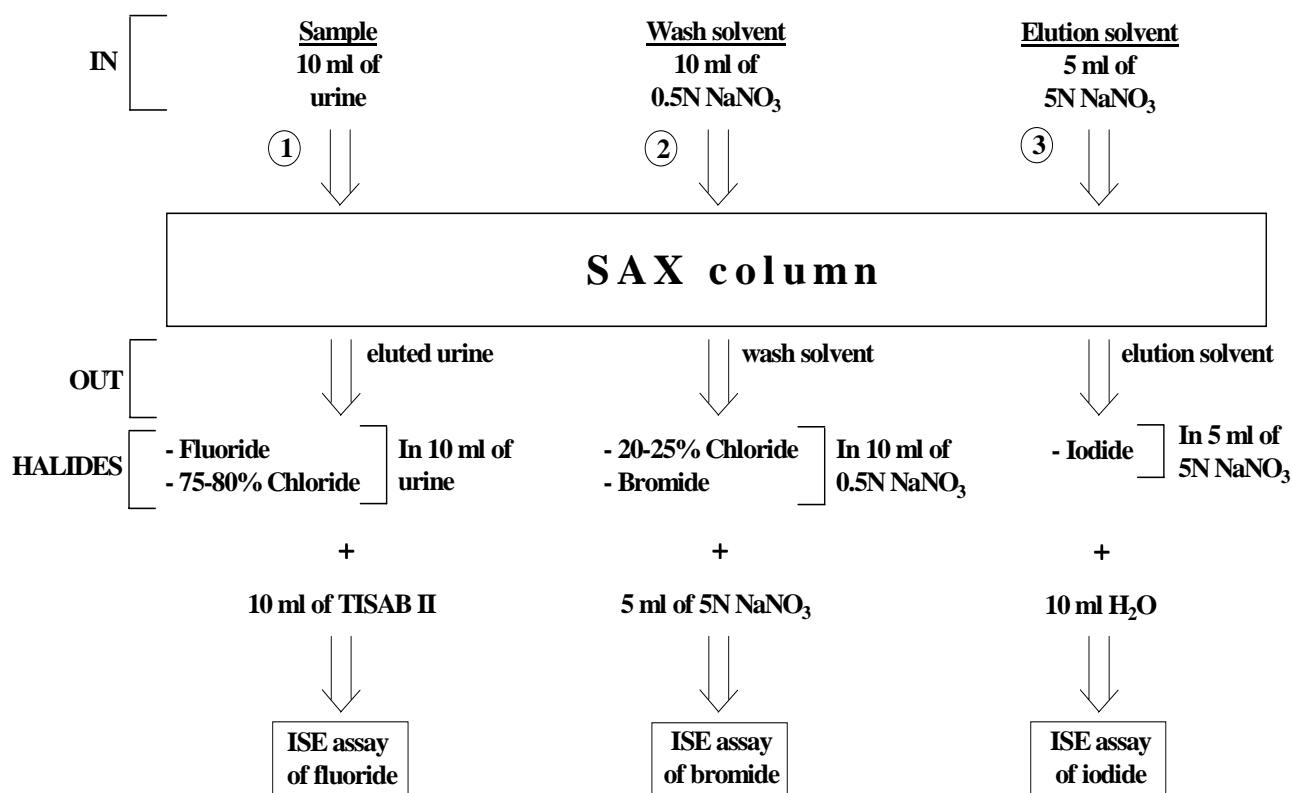 IN
Sample
10 ml of
urine
Wash solvent
10 ml of
0.5N NaNO₃
Elution solvent
5 ml of
5N NaNO₃
1
2
3
SAX column
OUT
eluted urine
wash solvent
elution solvent
HALIDES
- Fluoride
- 75-80% Chloride
In 10 ml of
urine
- 20-25% Chloride
- Bromide
In 10 ml of
0.5N NaNO₃
- Iodide
In 5 ml of
5N NaNO₃
+
+
+
10 ml of TISAB II
5 ml of 5N NaNO₃
10 ml H₂O
ISE assay
of fluoride
ISE assay
of bromide
ISE assay
of iodide